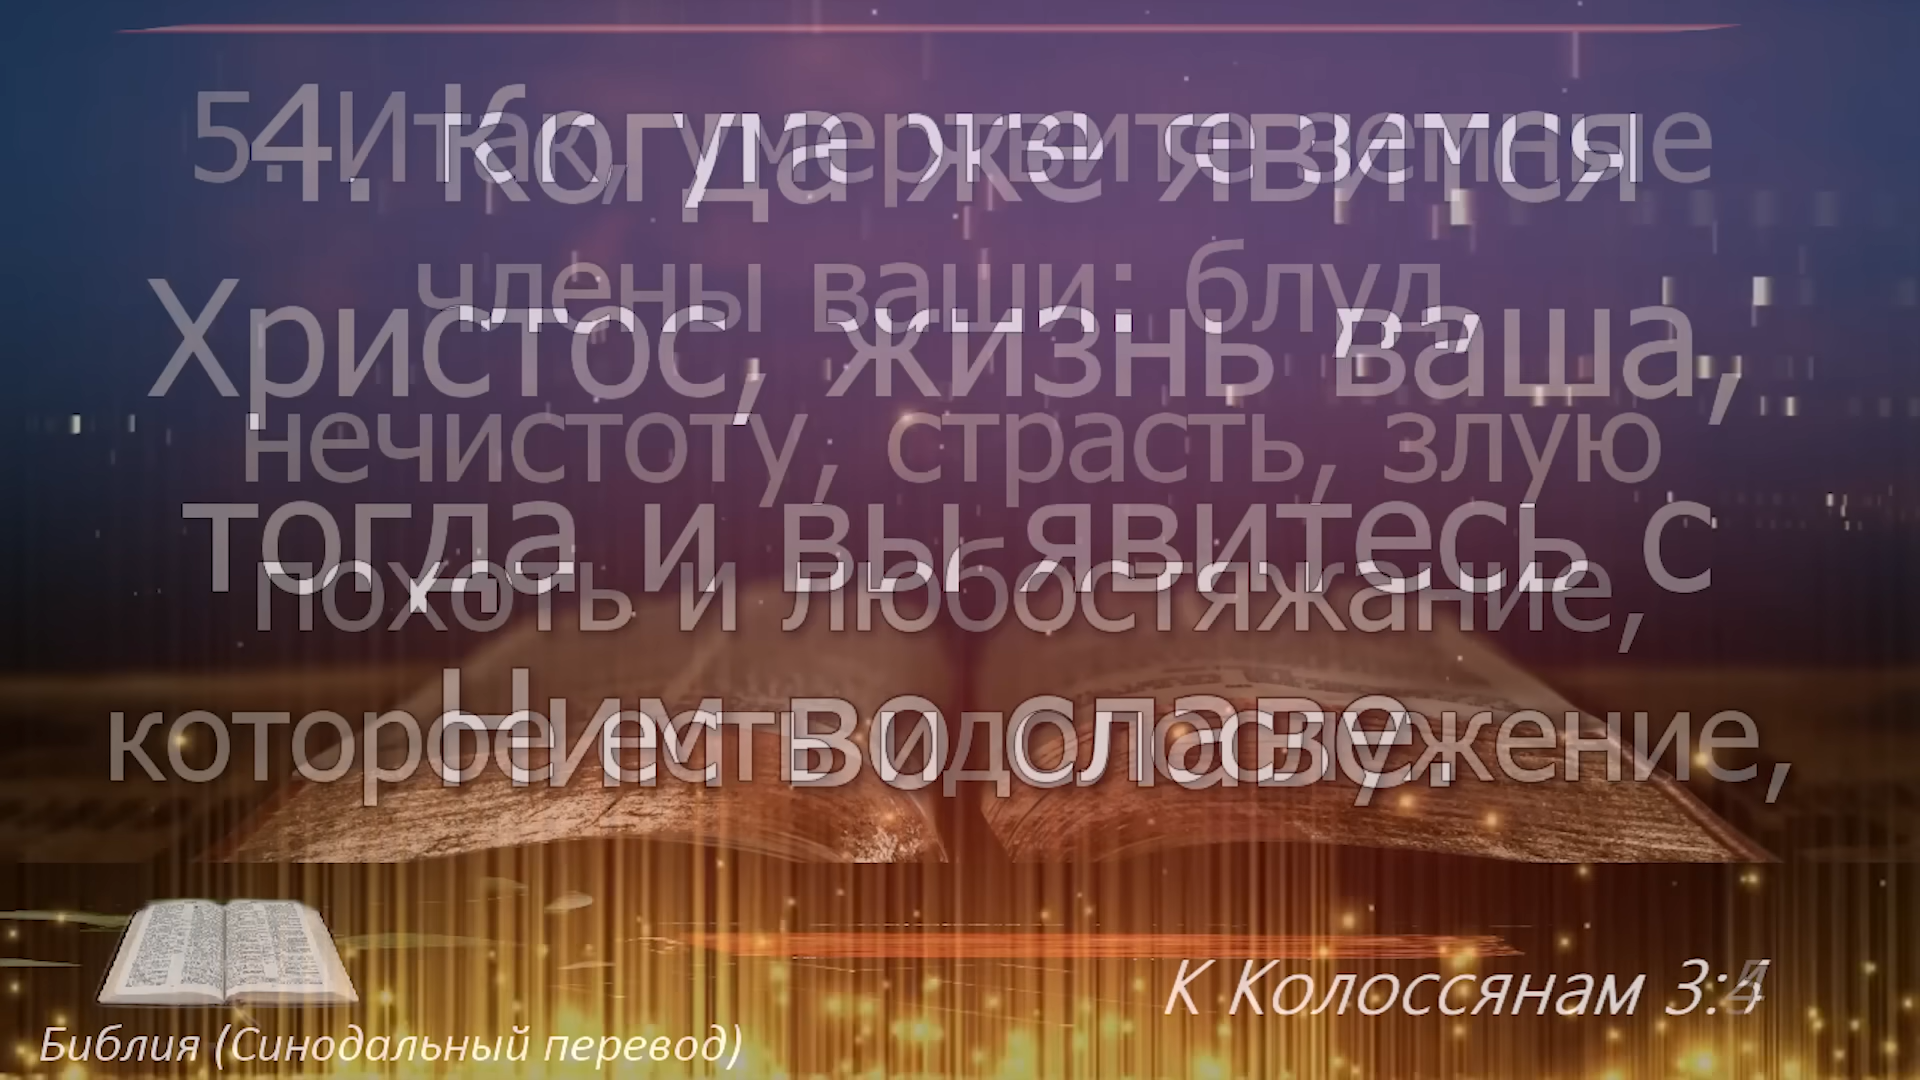 4. Когда же явится
Христос, жизнь ваша,
тогда и вы явитесь с
Ним во славе.
5. Итак, умертвите земные
члены ваши: блуд,
нечистоту, страсть, злую
похоть и любостяжание,
которое есть идолослужение,
К Колоссянам 3:4
Библия (Синодальный перевод)